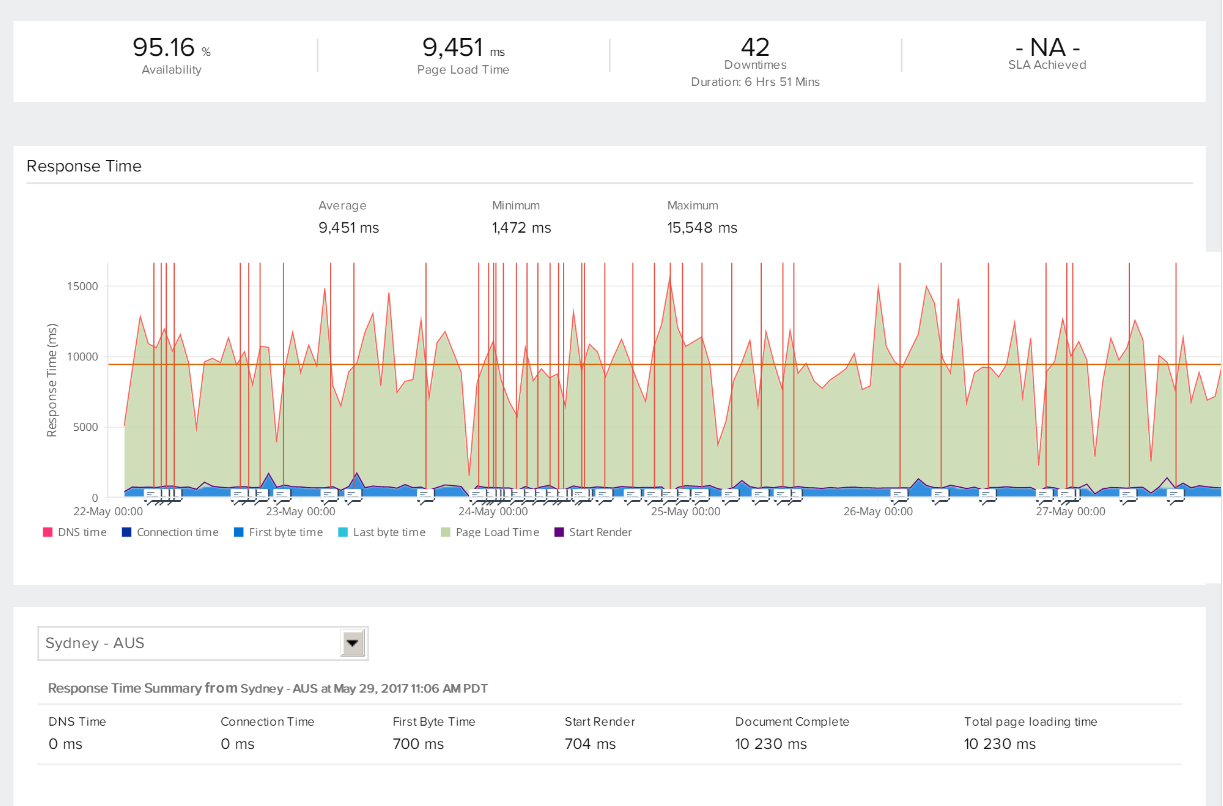 95.16 % 9,451 ms 42 - NA -
Availability Page Load Time Downtimes SLA Achieved
Duration: 6 Hrs 51 Mins
Response Time
Average Minimum Maximum
9,451 ms 1,472 ms 15,548 ms
15000
10000
5000
0
Response Time (ms)
22-May 00:00 23-May 00:00 24-May 00:00 25-May 00:00 26-May 00:00 27-May 00:00
DNS time Connection time First byte time Last byte time Page Load Time Start Render
Sydney - AUS
Response Time Summary from Sydney - AUS at May 29, 2017 11:06 AM PDT
DNS Time Connection Time First Byte Time Start Render Document Complete Total page loading time
0 ms 0 ms 700 ms 704 ms 10 230 ms 10 230 ms